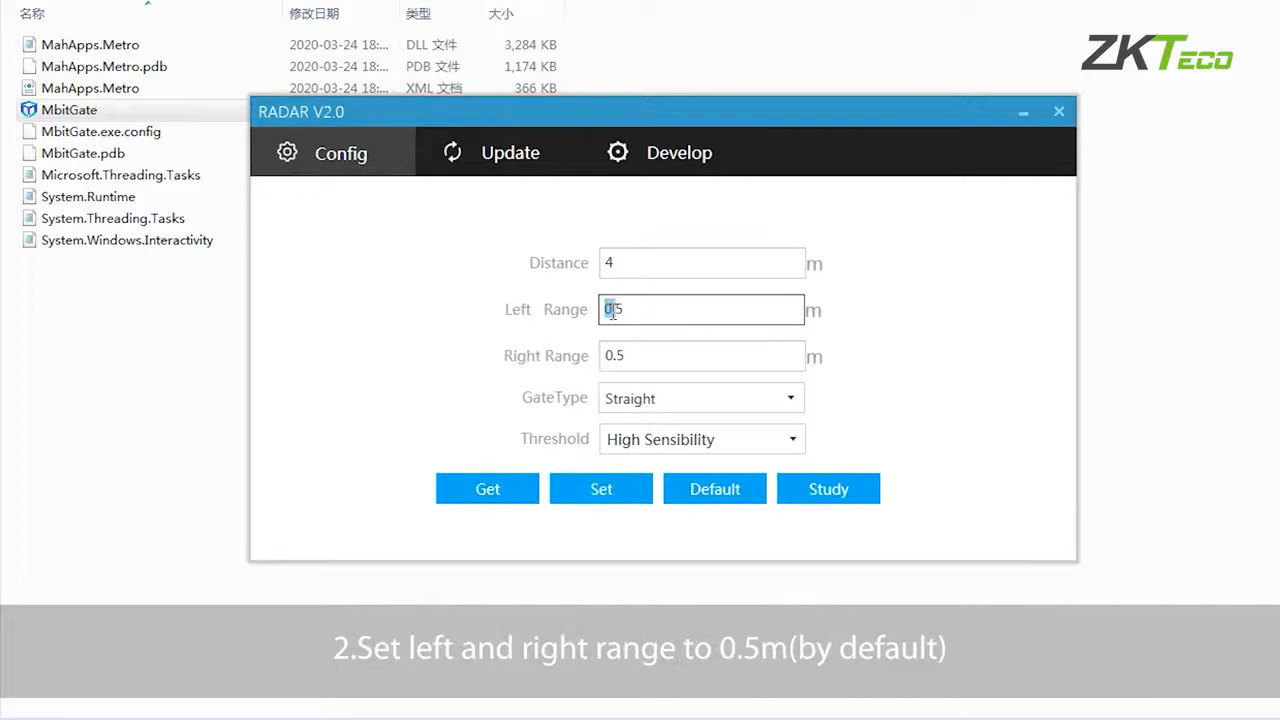 名称 修改日期 类型 大小
MahApps.Metro 2020-03-24 18:... DLL 文件 3,284 KB
MahApps.Metro.pdb 2020-03-24 18:... PDB 文件 1,174 KB
MahApps.Metro 2020-03-24 18:... XML 文档 366 KB
MbitGate
MbitGate.exe.config
MbitGate.pdb
Microsoft.Threading.Tasks
System.Runtime
System.Threading.Tasks
System.Windows.Interactivity
ZKTeco
RADAR V2.0
Config Update Develop
Distance 4 m
Left Range 0.5 m
Right Range 0.5 m
GateType Straight
Threshold High Sensibility
Get Set Default Study
2.Set left and right range to 0.5m(by default)